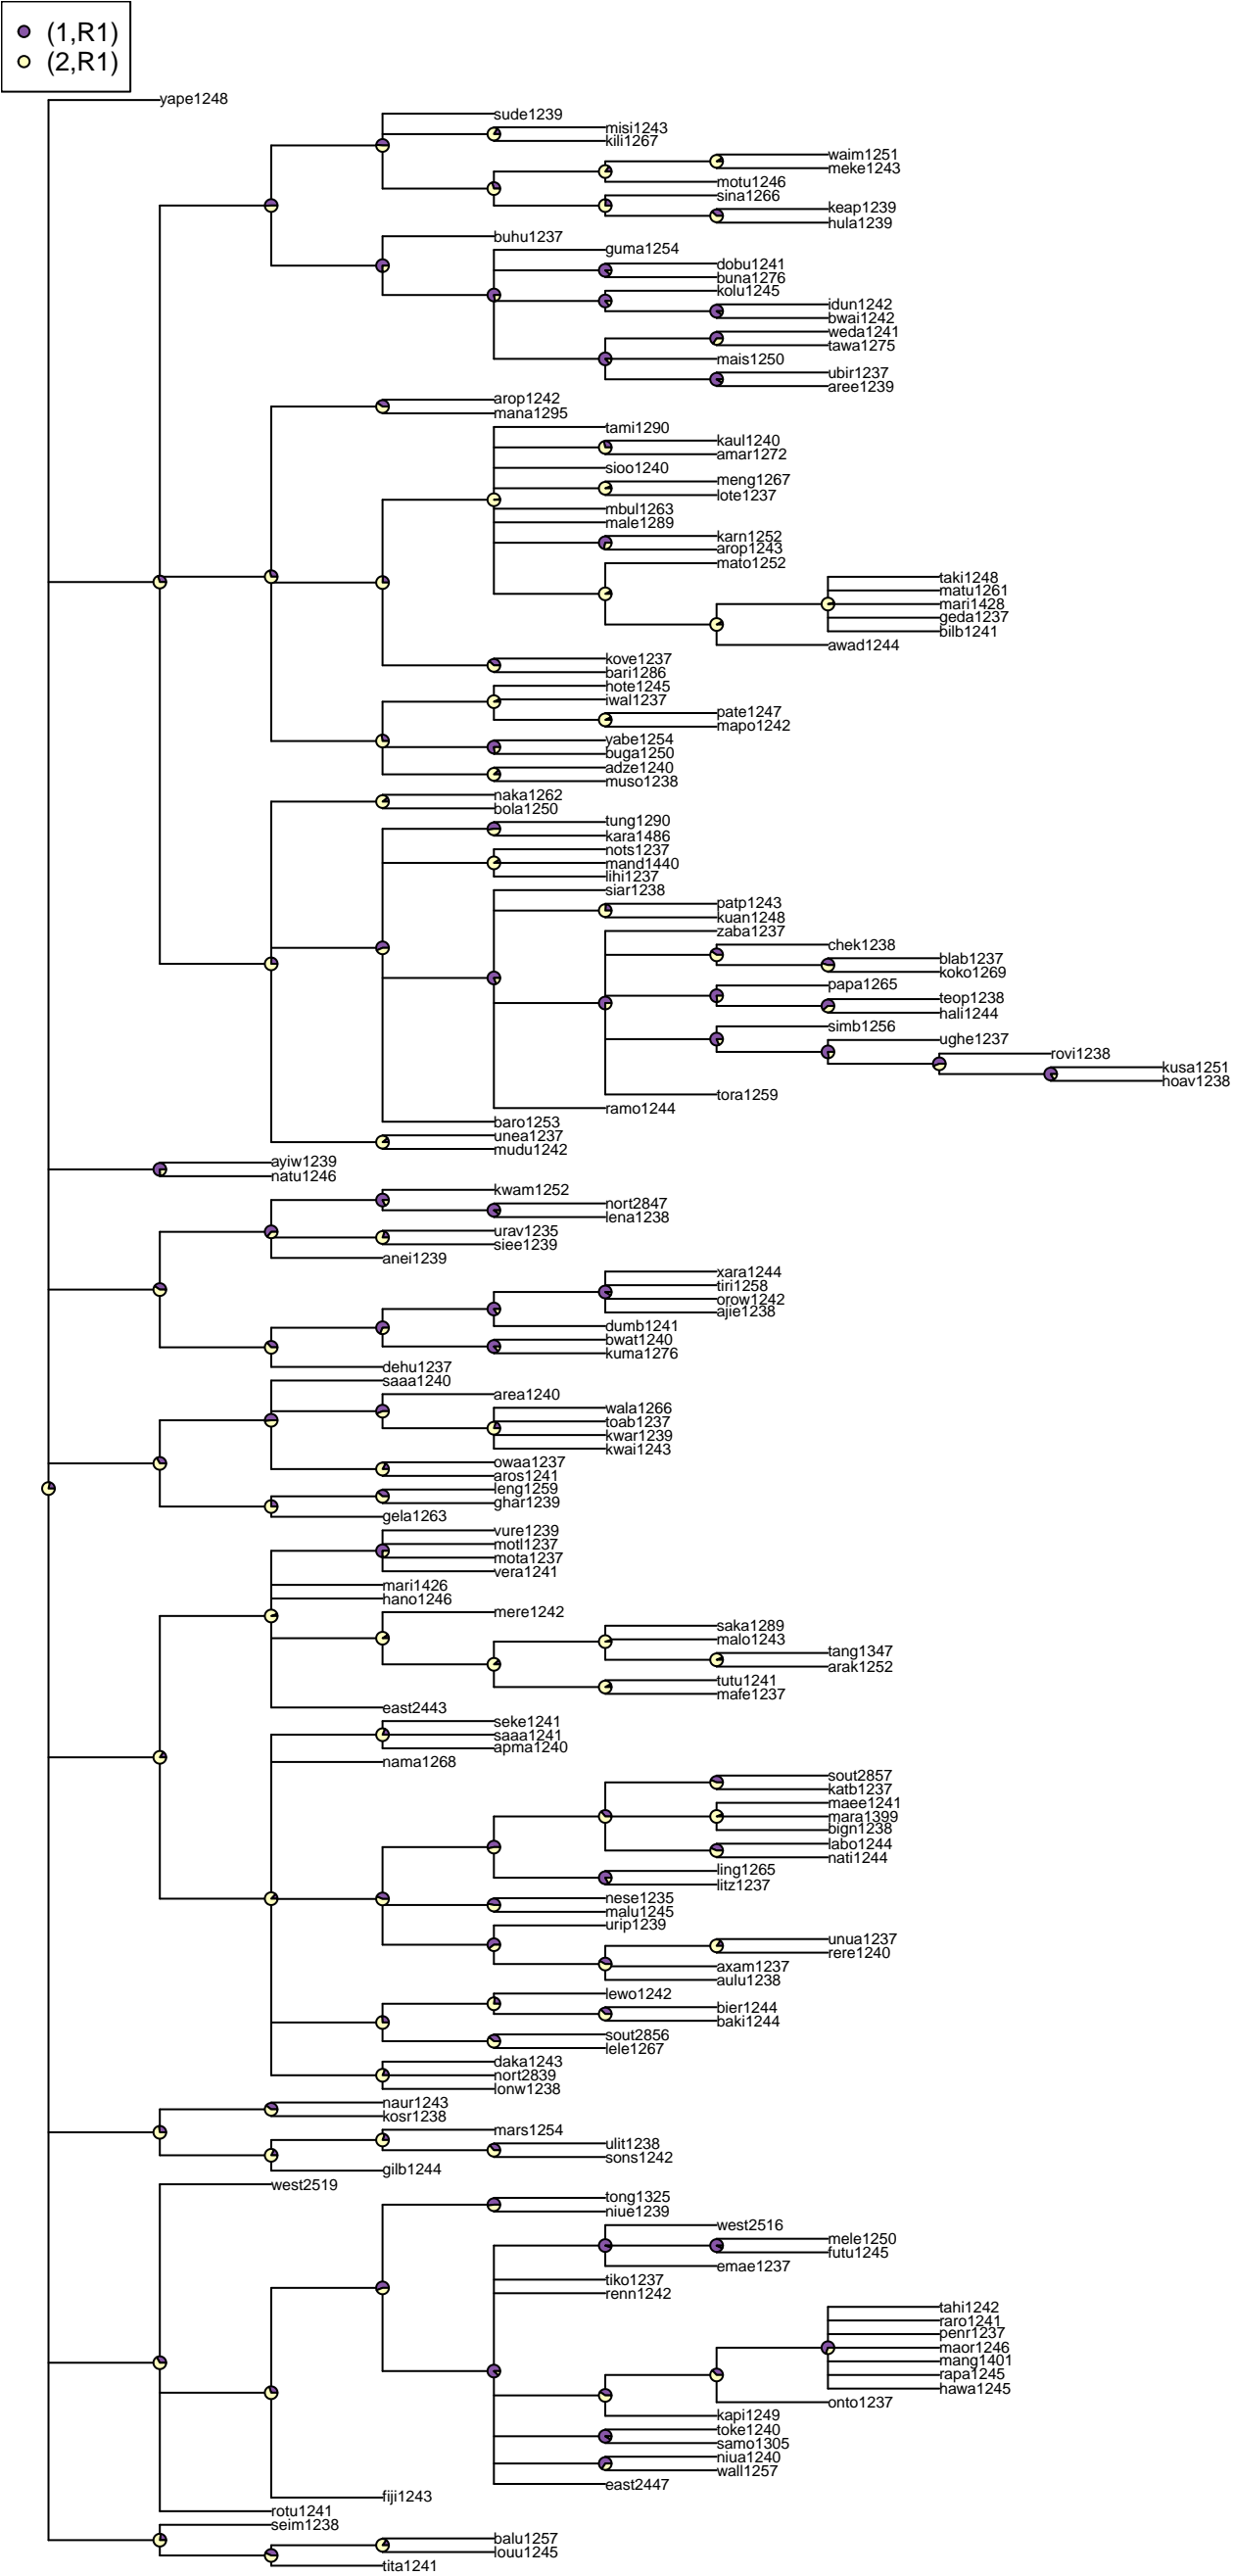 (1,R1)
(2,R1)
yape1248
sude1239
misi1243
kili1267
waim1251
meke1243
motu1246
sina1266
keap1239
hula1239
buhu1237
guma1254
dobu1241
buna1276
kolu1245
idun1242
bwai1242
weda1241
tawa1275
mais1250
ubir1237
aree1239
arop1242
mana1295
tami1290
kaul1240
amar1272
sioo1240
meng1267
lote1237
mbul1263
male1289
karn1252
arop1243
mato1252
taki1248
matu1261
mari1428
geda1237
bilb1241
awad1244
kove1237
bari1286
hote1245
iwal1237
pate1247
mapo1242
yabe1254
buga1250
adze1240
muso1238
naka1262
bola1250
tung1290
kara1486
nots1237
mand1440
lihi1237
siar1238
patp1243
kuan1248
zaba1237
chek1238
blab1237
koko1269
papa1265
teop1238
hali1244
simb1256
ughe1237
rovi1238
kusa1251
hoav1238
tora1259
ramo1244
baro1253
unea1237
mudu1242
ayiw1239
natu1246
kwam1252
nort2847
lena1238
urav1235
siee1239
anei1239
xara1244
tiri1258
orow1242
ajie1238
dumb1241
bwat1240
kuma1276
dehu1237
saaa1240
area1240
wala1266
toab1237
kwar1239
kwai1243
owaa1237
aros1241
leng1259
ghar1239
gela1263
vure1239
motl1237
mota1237
vera1241
mari1426
hano1246
mere1242
saka1289
malo1243
tang1347
arak1252
tutu1241
mafe1237
east2443
seke1241
saaa1241
apma1240
nama1268
sout2857
katb1237
maee1241
mara1399
bign1238
labo1244
nati1244
ling1265
litz1237
nese1235
malu1245
urip1239
unua1237
rere1240
axam1237
aulu1238
lewo1242
bier1244
baki1244
sout2856
lele1267
daka1243
nort2839
lonw1238
naur1243
kosr1238
mars1254
ulit1238
sons1242
gilb1244
west2519
tong1325
niue1239
west2516
mele1250
futu1245
emae1237
tiko1237
renn1242
tahi1242
raro1241
penr1237
maor1246
mang1401
rapa1245
hawa1245
onto1237
kapi1249
toke1240
samo1305
niua1240
wall1257
east2447
fiji1243
rotu1241
seim1238
balu1257
louu1245
tita1241